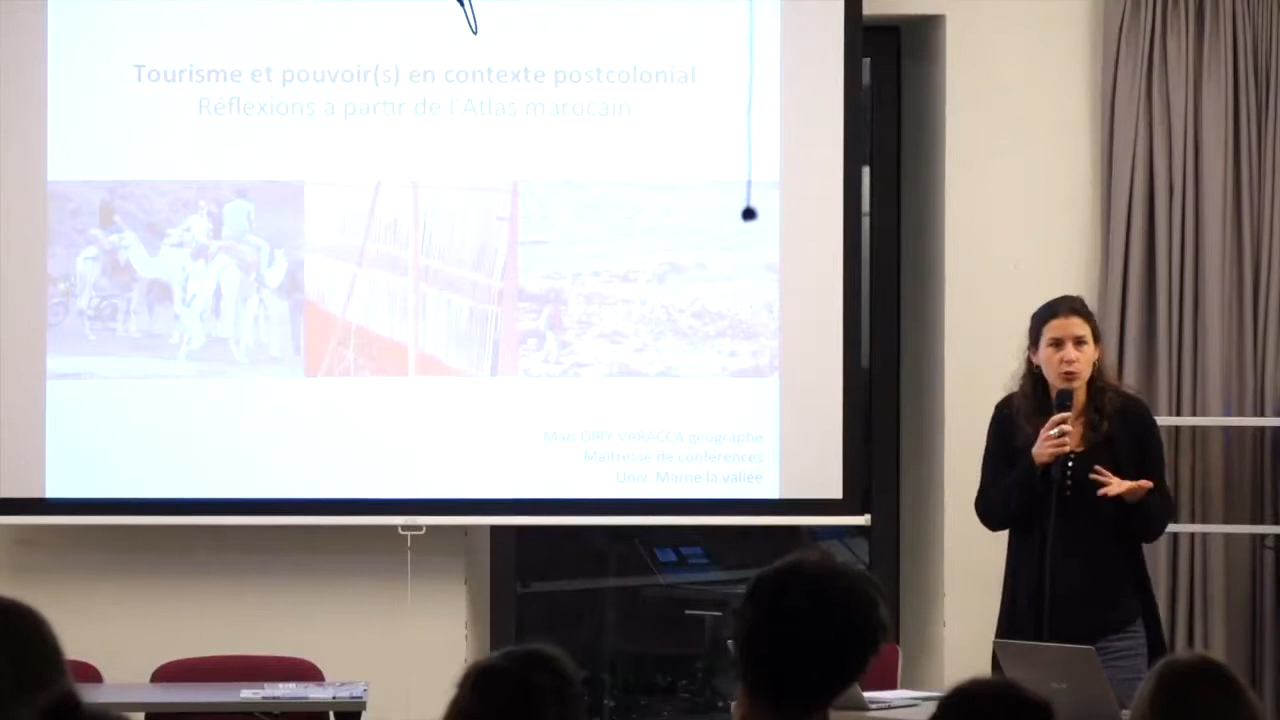 Tourisme et pouvoir(s) en contexte postcolonial
Réflexions à partir de l'Atlas marocain
Mari OIRY VARACCA géographe
Maîtresse de conférences
Univ. Marne la vallée